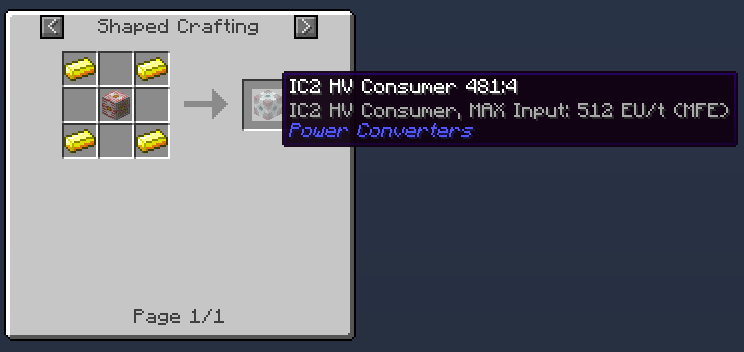 Shaped Crafting
IC2 HV Consumer 481:4
IC2 HV Consumer, MAX Input: 512 EU/t (MFE)
Power Converters
Page 1/1